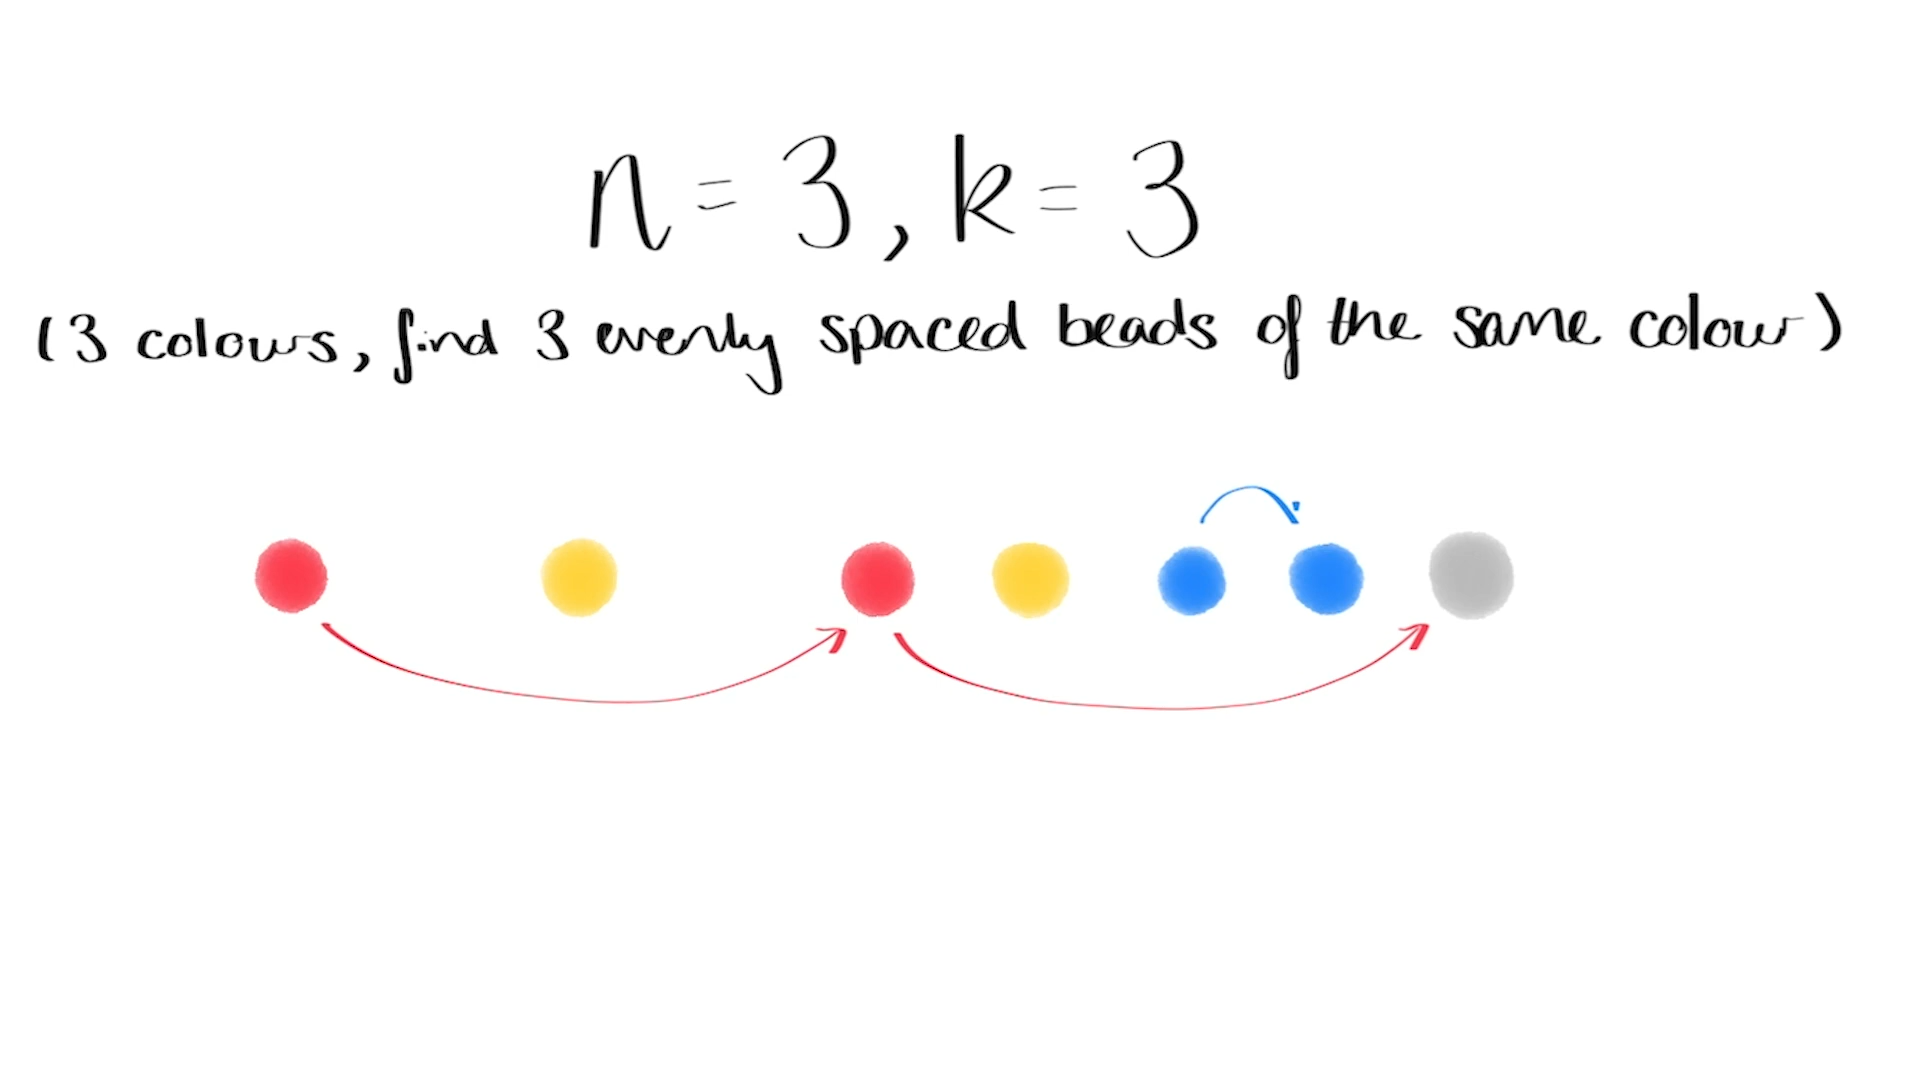 n = 3, k = 3
(3 colours, find 3 evenly spaced beads of the same colour)